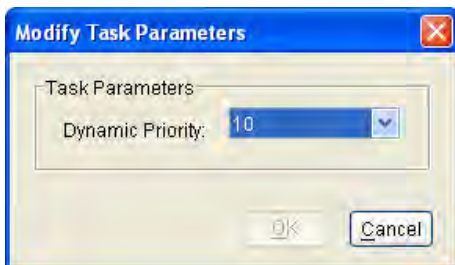 Modify Task Parameters
Task Parameters
Dynamic Priority: 10
OK Cancel